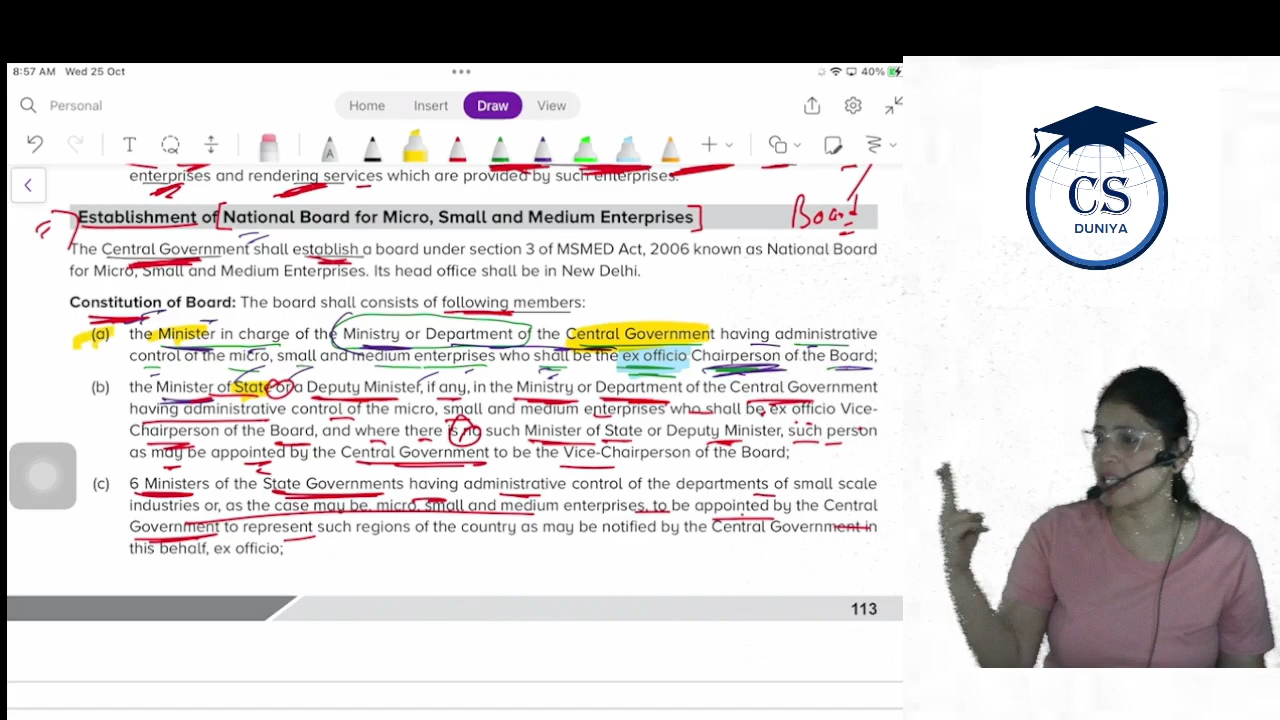 8:57 AM Wed 25 Oct
40%
Personal
Home Insert Draw View
enterprises and rendering services which are provided by such enterprises.
Board
Establishment of National Board for Micro, Small and Medium Enterprises
The Central Government shall establish a board under section 3 of MSMED Act, 2006 known as National Board
for Micro, Small and Medium Enterprises. Its head office shall be in New Delhi.
Constitution of Board: The board shall consists of following members:
(a) the Minister in charge of the Ministry or Department of the Central Government having administrative
control of the micro, small and medium enterprises who shall be the ex officio Chairperson of the Board;
(b) the Minister of State or a Deputy Minister, if any, in the Ministry or Department of the Central Government
having administrative control of the micro, small and medium enterprises who shall be ex officio Vice-
Chairperson of the Board, and where there is no such Minister of State or Deputy Minister, such person
as may be appointed by the Central Government to be the Vice-Chairperson of the Board;
(c) 6 Ministers of the State Governments having administrative control of the departments of small scale
industries or, as the case may be, micro, small and medium enterprises, to be appointed by the Central
Government to represent such regions of the country as may be notified by the Central Government in
this behalf, ex officio;
113
CS
DUNIYA